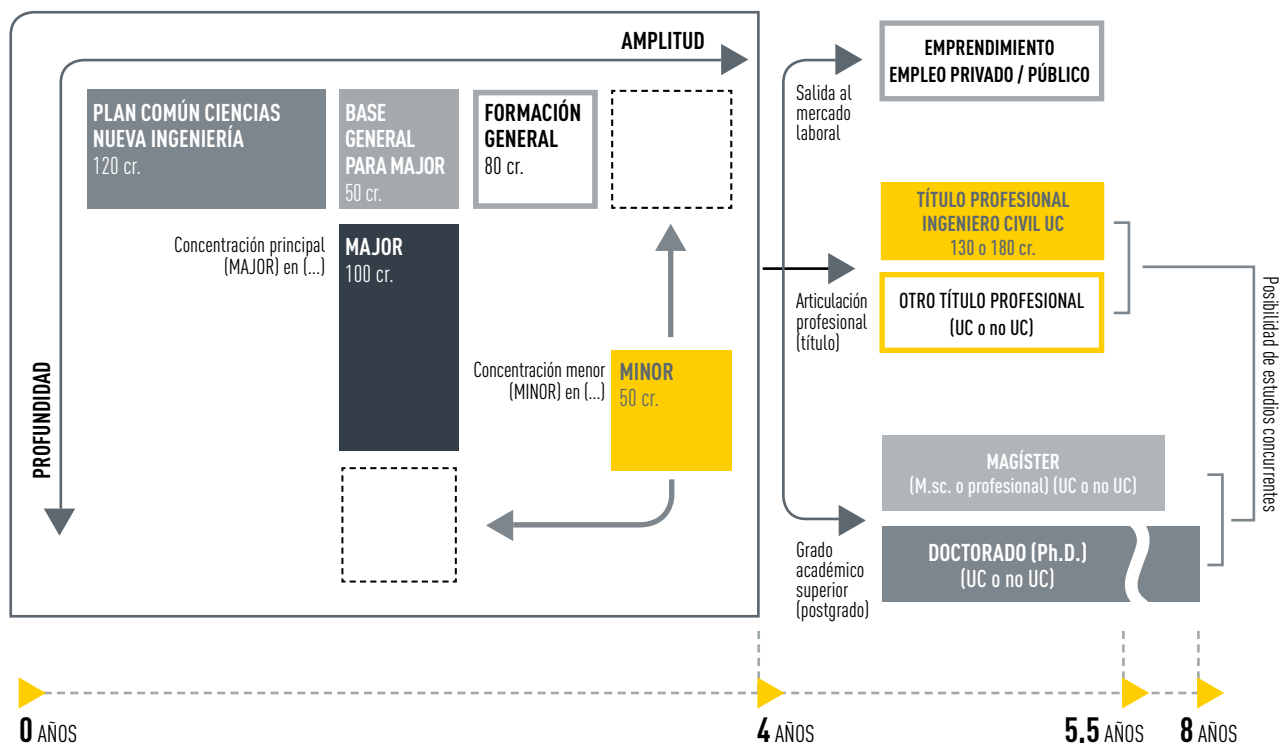 AMPLITUD
PROFUNDIDAD
PLAN COMÚN CIENCIAS
NUEVA INGENIERÍA
120 cr.
BASE
GENERAL
PARA MAJOR
50 cr.
FORMACIÓN
GENERAL
80 cr.
Concentración principal
(MAJOR) en (...)
MAJOR
100 cr.
Concentración menor
(MINOR) en (...)
MINOR
50 cr.
Salida al
mercado
laboral
EMPRENDIMIENTO
EMPLEO PRIVADO / PÚBLICO
Articulación
profesional
(título)
TÍTULO PROFESIONAL
INGENIERO CIVIL UC
130 o 180 cr.
OTRO TÍTULO PROFESIONAL
(UC o no UC)
Grado
académico
superior
(postgrado)
MAGÍSTER
(M.sc. o profesional) (UC o no UC)
DOCTORADO (Ph.D.)
(UC o no UC)
Posibilidad de estudios concurrentes
0 AÑOS
4 AÑOS
5,5 AÑOS
8 AÑOS